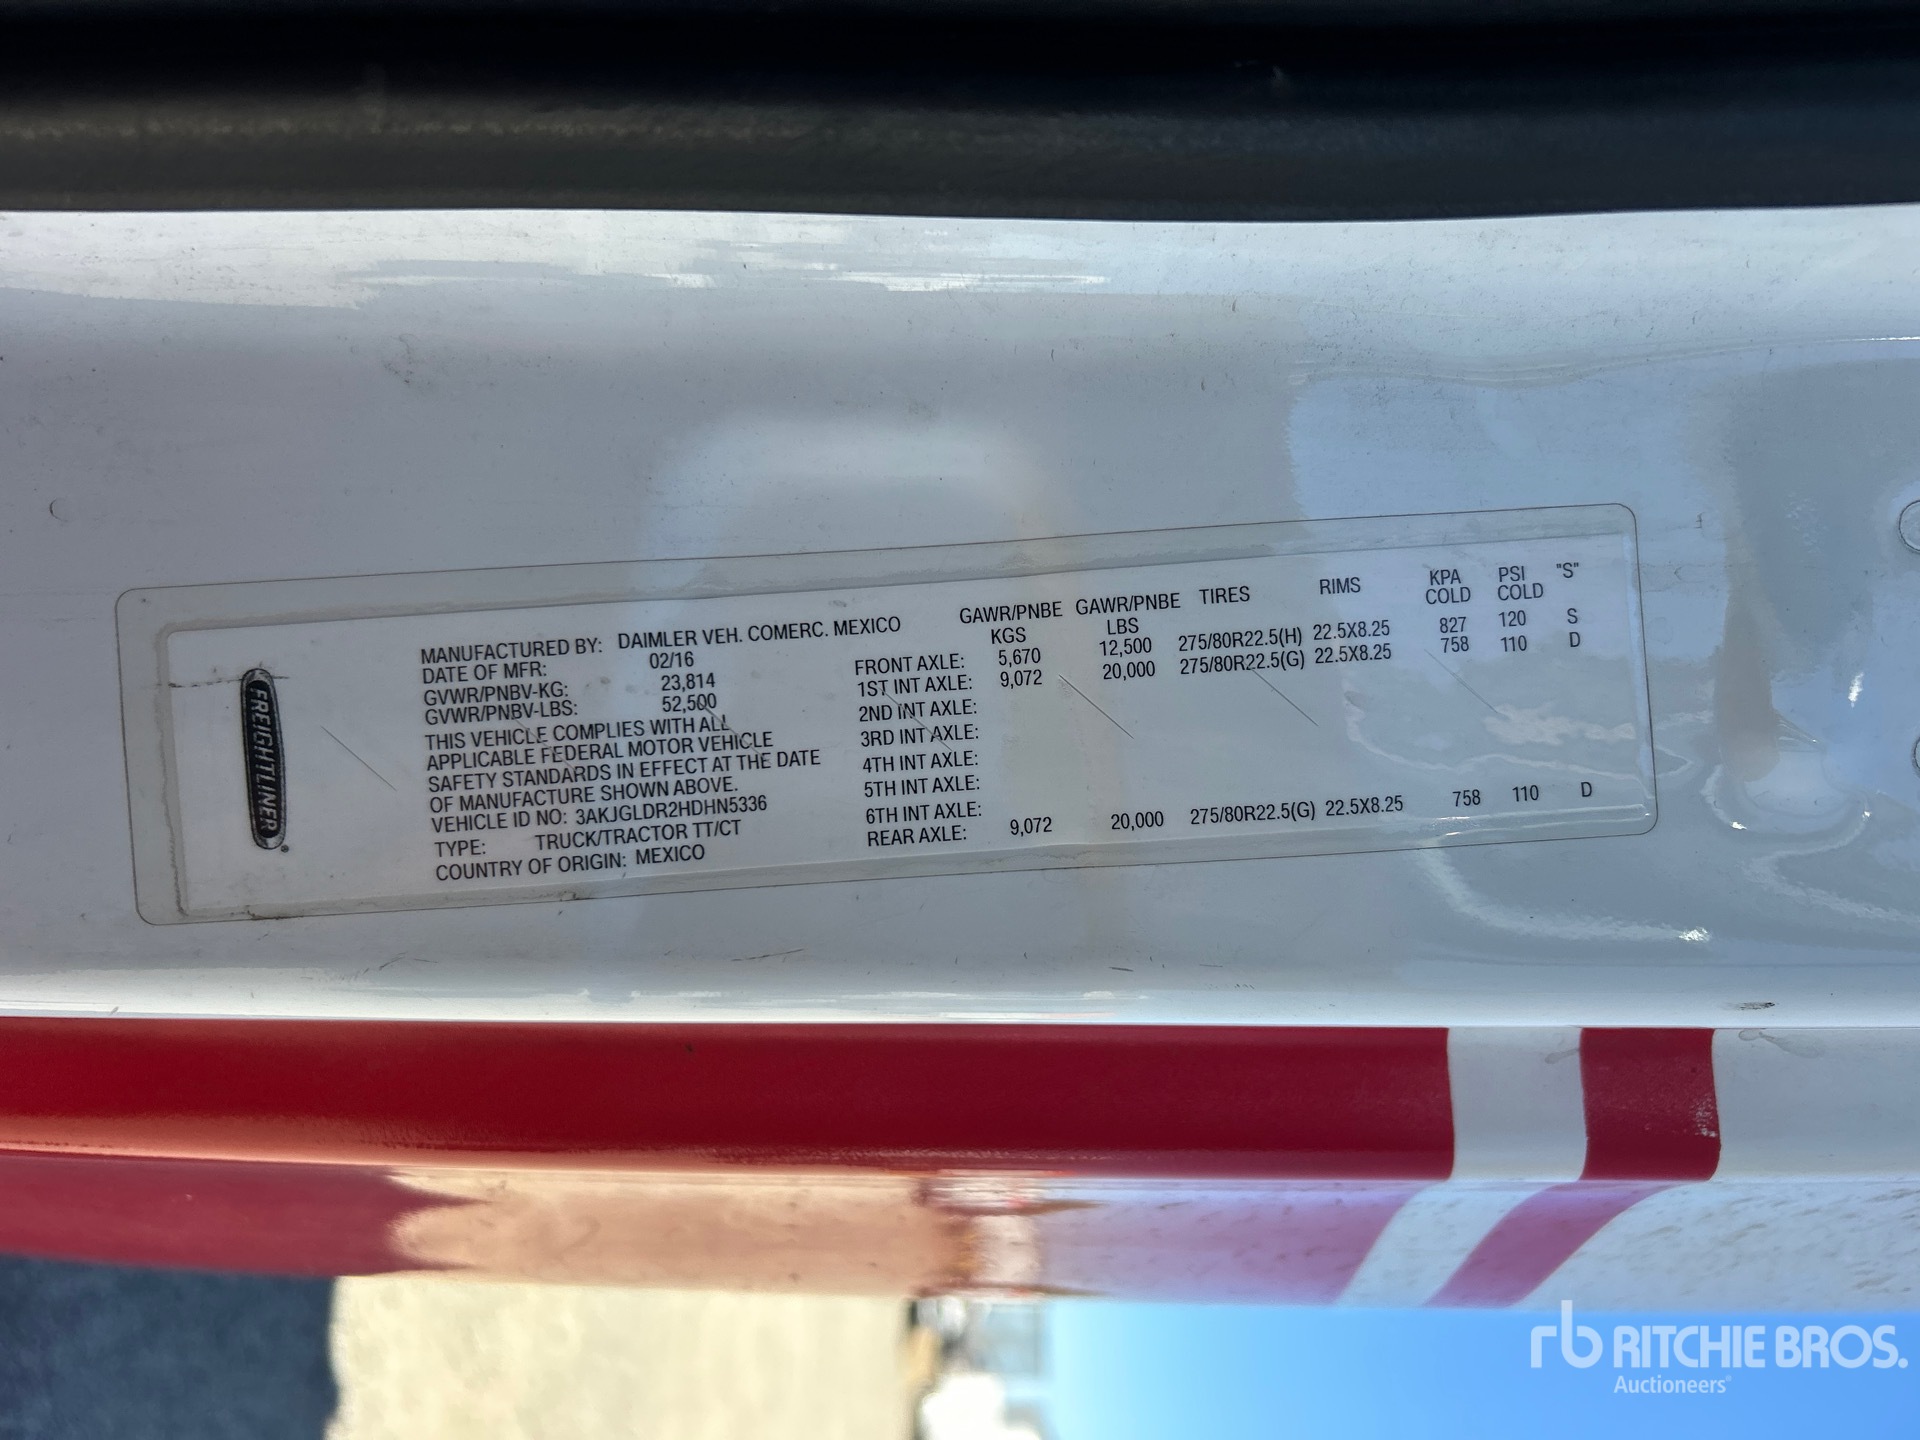 FREIGHTLINER
MANUFACTURED BY: DAIMLER VEH. COMERC. MEXICO
DATE OF MFR: 02/16
GVWR/PNBV-KG: 23,814
GVWR/PNBV-LBS: 52,500
THIS VEHICLE COMPLIES WITH ALL
APPLICABLE FEDERAL MOTOR VEHICLE
SAFETY STANDARDS IN EFFECT AT THE DATE
OF MANUFACTURE SHOWN ABOVE.
VEHICLE ID NO: 3AKJGLDR2HDHN5336
TYPE: TRUCK/TRACTOR TT/CT
COUNTRY OF ORIGIN: MEXICO
GAWR/PNBE GAWR/PNBE TIRES RIMS KPA PSI "S"
KGS LBS COLD COLD
FRONT AXLE: 5,670 12,500 275/80R22.5(H) 22.5X8.25 827 120 S
1ST INT AXLE: 9,072 20,000 275/80R22.5(G) 22.5X8.25 758 110 D
2ND INT AXLE:
3RD INT AXLE:
4TH INT AXLE:
5TH INT AXLE:
6TH INT AXLE:
REAR AXLE: 9,072 20,000 275/80R22.5(G) 22.5X8.25 758 110 D
rb RITCHIE BROS.
Auctioneers